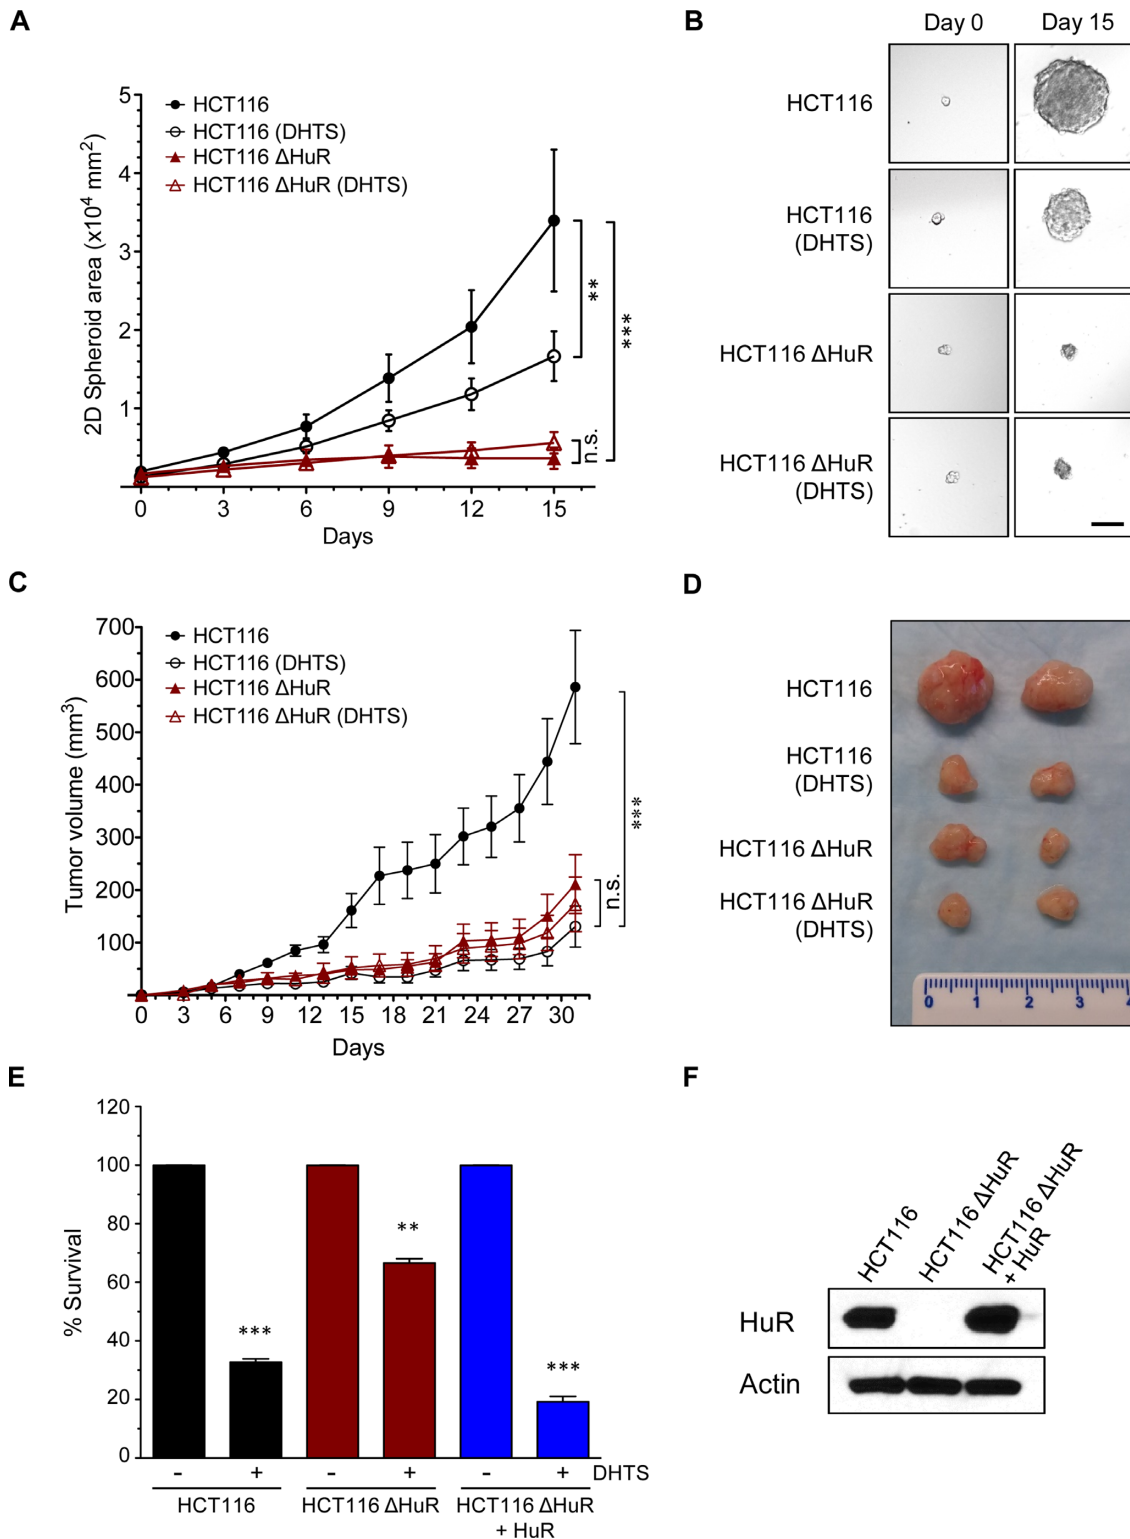 A
5
4
3
2
1
2D Spheroid area (x10⁴ mm²)
HCT116
HCT116 (DHTS)
HCT116 ΔHuR
HCT116 ΔHuR (DHTS)
**
***
n.s.
0 3 6 9 12 15
Days
B
Day 0 Day 15
HCT116
HCT116
(DHTS)
HCT116 ΔHuR
HCT116 ΔHuR
(DHTS)
C
700
600
500
400
300
200
100
Tumor volume (mm³)
HCT116
HCT116 (DHTS)
HCT116 ΔHuR
HCT116 ΔHuR (DHTS)
***
n.s.
0 3 6 9 12 15 18 21 24 27 30
Days
D
HCT116
HCT116
(DHTS)
HCT116 ΔHuR
HCT116 ΔHuR
(DHTS)
0 1 2 3 4
E
120
100
80
60
40
20
0
% Survival
***
**
***
- + - + - + DHTS
HCT116 HCT116 ΔHuR HCT116 ΔHuR
+ HuR
F
HCT116
HCT116 ΔHuR
HCT116 ΔHuR
+ HuR
HuR
Actin